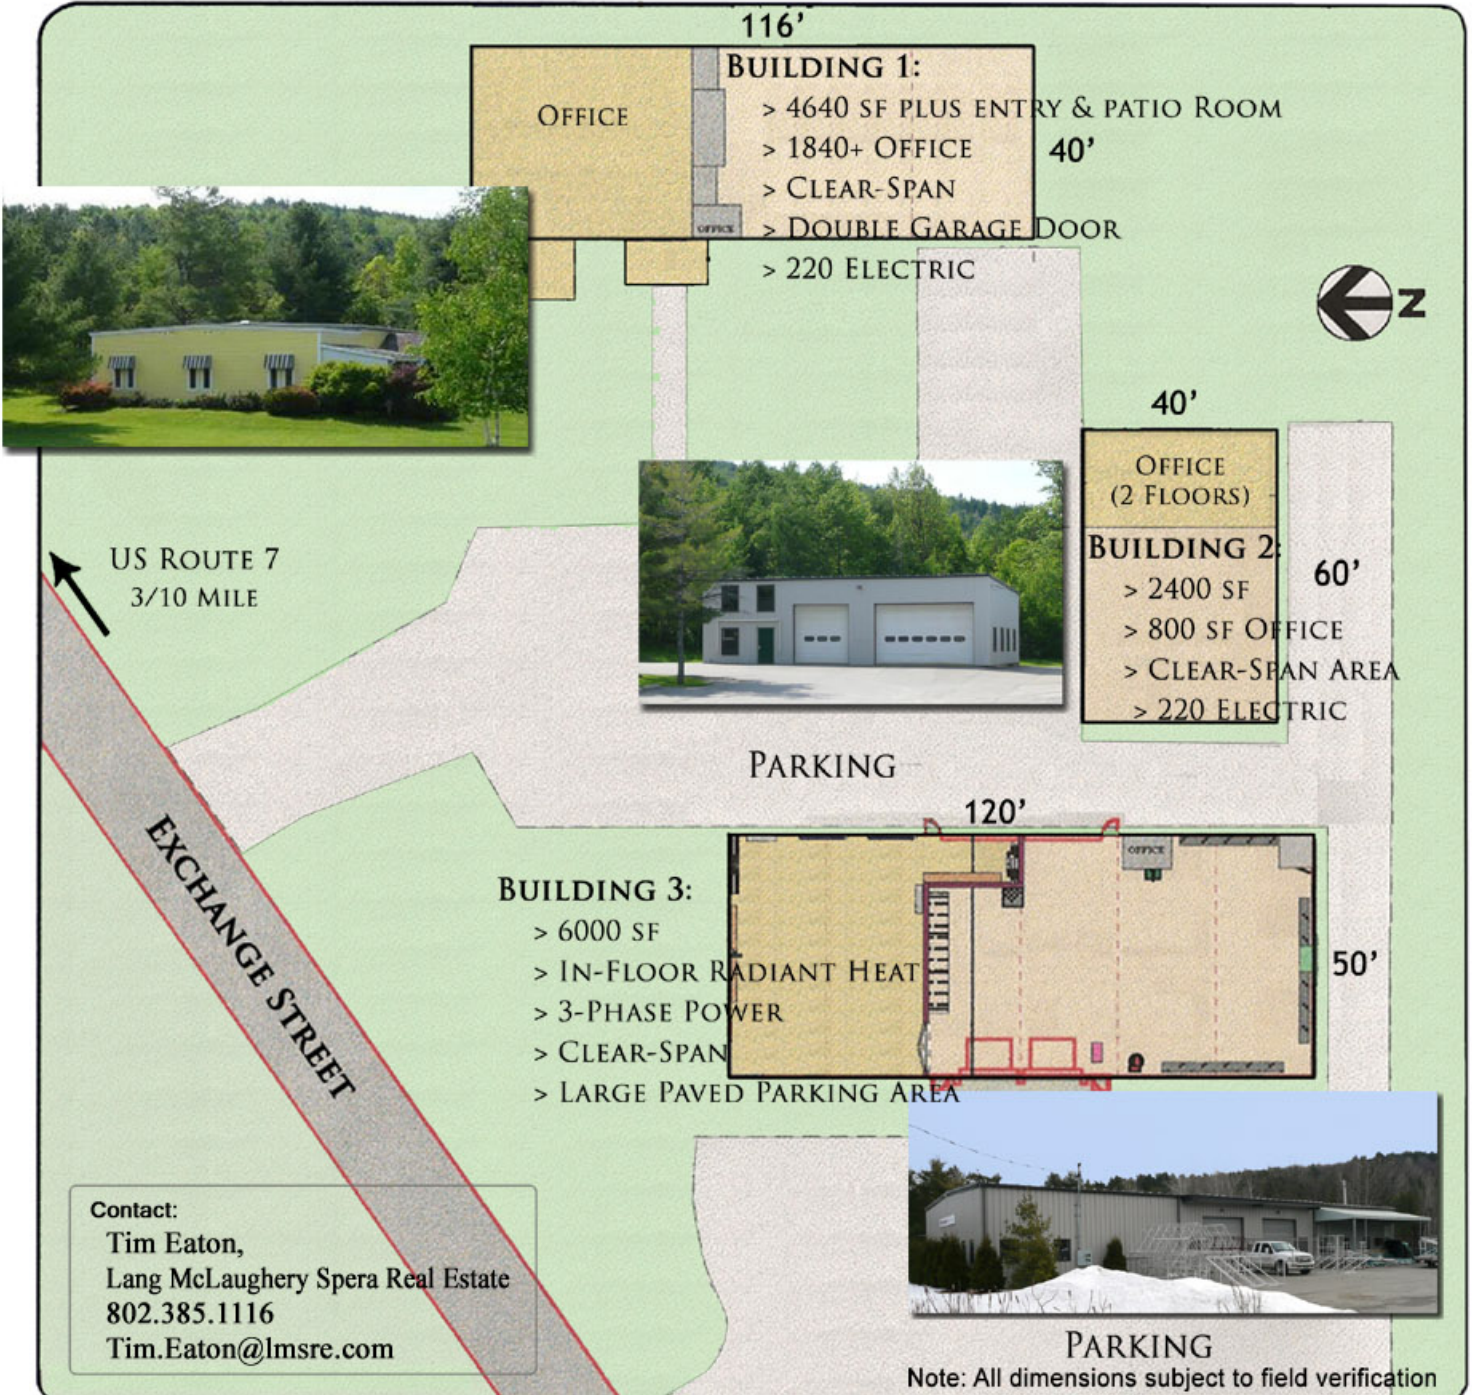 116'
BUILDING 1:
> 4640 SF PLUS ENTRY & PATIO ROOM
> 1840+ OFFICE
> CLEAR-SPAN
> DOUBLE GARAGE DOOR
> 220 ELECTRIC
OFFICE
OFFICE
40'
N
40'
OFFICE
(2 FLOORS)
BUILDING 2:
> 2400 SF
> 800 SF OFFICE
> CLEAR-SPAN AREA
> 220 ELECTRIC
60'
US ROUTE 7
3/10 MILE
PARKING
EXCHANGE STREET
120'
OFFICE
BUILDING 3:
> 6000 SF
> IN-FLOOR RADIANT HEAT
> 3-PHASE POWER
> CLEAR-SPAN
> LARGE PAVED PARKING AREA
50'
Contact:
Tim Eaton,
Lang McLaughery Spera Real Estate
802.385.1116
Tim.Eaton@lmsre.com
PARKING
Note: All dimensions subject to field verification